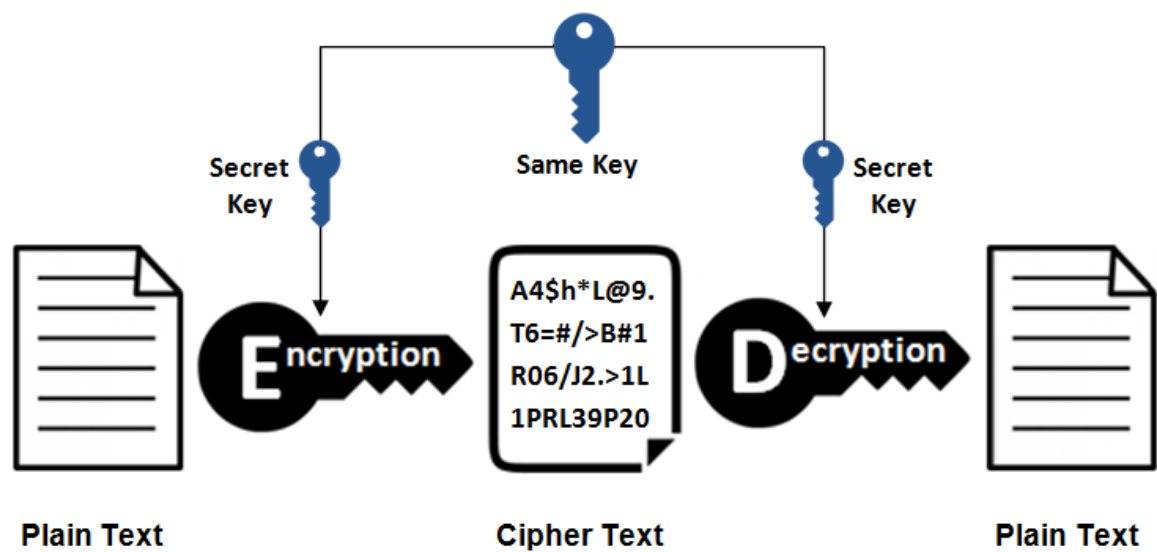 Same Key
Secret
Key
Secret
Key
Encryption
A4$h*L@9.
T6=#/>B#1
R06/J2.>1L
1PRL39P20
Decryption
Plain Text
Cipher Text
Plain Text